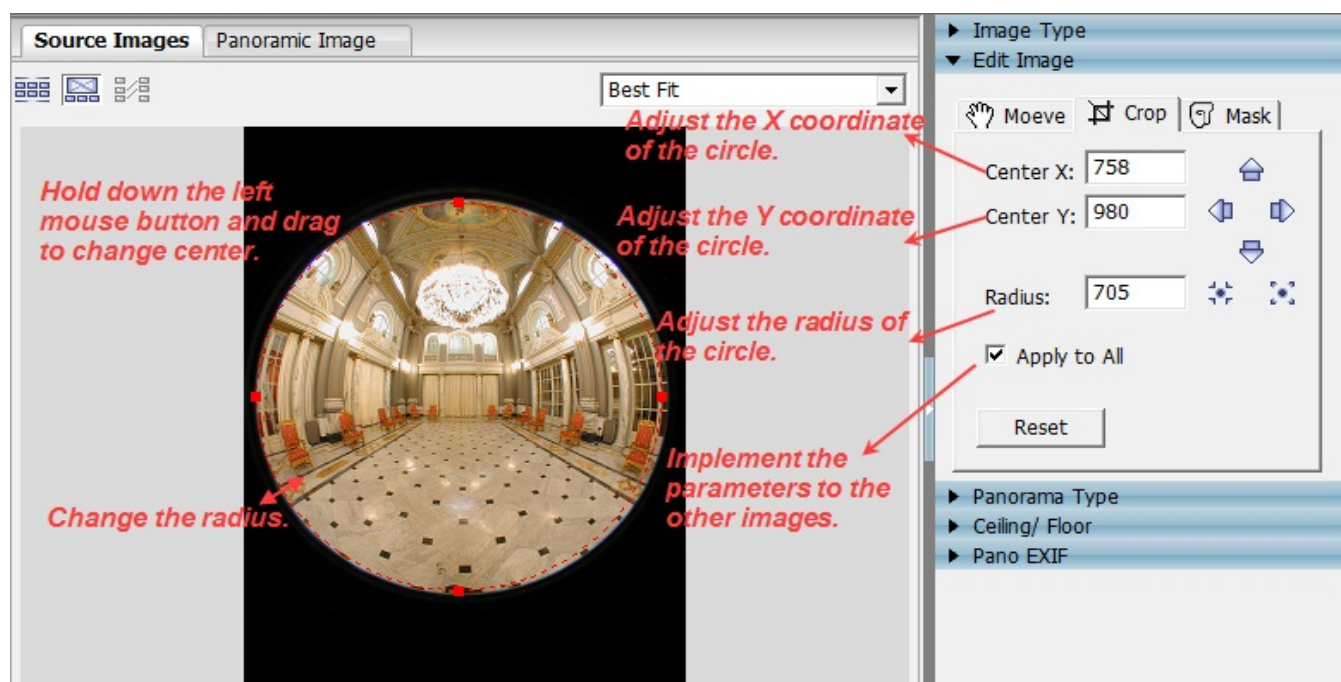 Source Images
Panoramic Image
Best Fit
Hold down the left
mouse button and drag
to change center.
Change the radius.
Adjust the X coordinate
of the circle.
Adjust the Y coordinate
of the circle.
Adjust the radius of
the circle.
Implement the
parameters to the
other images.
Image Type
Edit Image
Moeve
Crop
Mask
Center X: 758
Center Y: 980
Radius: 705
Apply to All
Reset
Panorama Type
Ceiling/ Floor
Pano EXIF